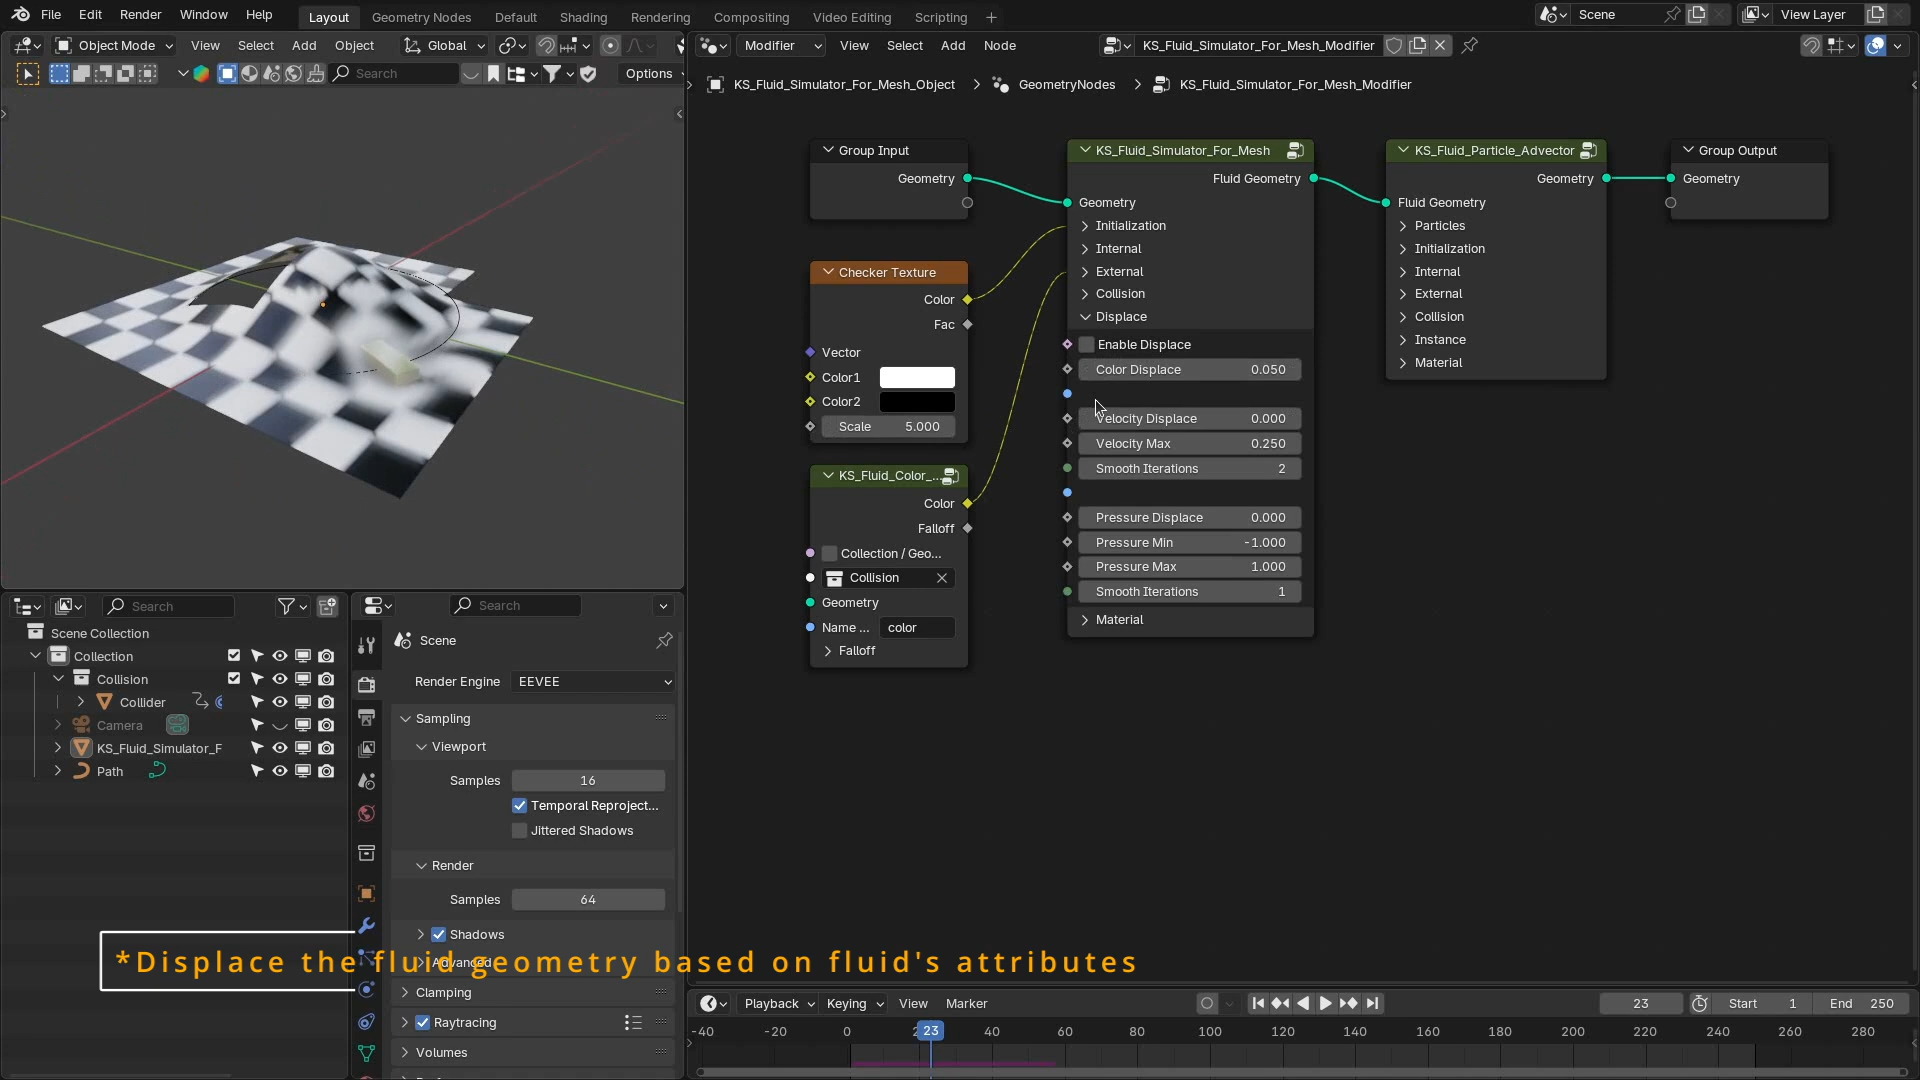 File Edit Render Window Help Layout Geometry Nodes Default Shading Rendering Compositing Video Editing Scripting + Scene View Layer
Object Mode View Select Add Object Global
Search Options
Modifier View Select Add Node KS_Fluid_Simulator_For_Mesh_Modifier
KS_Fluid_Simulator_For_Mesh_Object > GeometryNodes > KS_Fluid_Simulator_For_Mesh_Modifier
Group Input
Geometry
Checker Texture
Color
Fac
Vector
Color1
Color2
Scale 5.000
KS_Fluid_Color_...
Color
Falloff
Collection / Geo...
Collision
Geometry
Name ... color
Falloff
KS_Fluid_Simulator_For_Mesh
Fluid Geometry
Geometry
Initialization
Internal
External
Collision
Displace
Enable Displace
Color Displace 0.050
Velocity Displace 0.000
Velocity Max 0.250
Smooth Iterations 2
Pressure Displace 0.000
Pressure Min -1.000
Pressure Max 1.000
Smooth Iterations 1
Material
KS_Fluid_Particle_Advector
Geometry
Fluid Geometry
Particles
Initialization
Internal
External
Collision
Instance
Material
Group Output
Geometry
Search
Scene Collection
Collection
Collision
Collider
Camera
KS_Fluid_Simulator_F
Path
Search
Scene
Render Engine EEVEE
Sampling
Viewport
Samples 16
Temporal Reproject...
Jittered Shadows
Render
Samples 64
Shadows
Advanced
Clamping
Raytracing
Volumes
*Displace the fluid geometry based on fluid's attributes
Playback Keying View Marker 23 Start 1 End 250
-40 -20 0 23 40 60 80 100 120 140 160 180 200 220 240 260 280